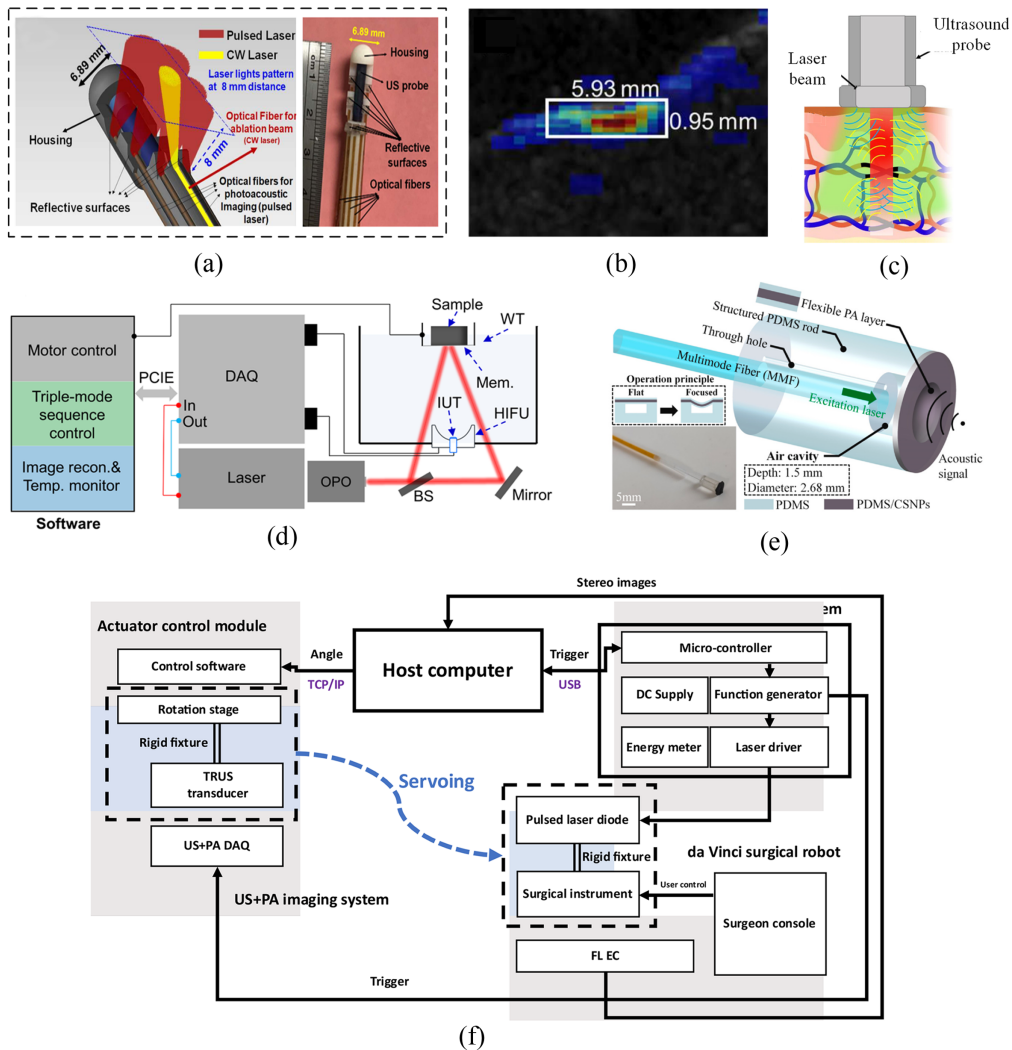 Pulsed Laser
CW Laser
Laser lights pattern
at 8 mm distance
6.89 mm
Optical Fiber for
ablation beam
(CW laser)
Housing
8 mm
Optical fibers for
photoacoustic
Imaging (pulsed
laser)
Reflective surfaces
6.89 mm
Housing
US probe
Reflective
surfaces
Optical fibers
cm 1
2
3
(a)
5.93 mm
0.95 mm
(b)
Ultrasound
probe
Laser
beam
(c)
Motor control
Triple-mode
sequence
control
Image recon.&
Temp. monitor
Software
PCIE
In
Out
DAQ
Laser
OPO
BS
Mirror
Sample
WT
Mem.
IUT
HIFU
(d)
Flexible PA layer
Structured PDMS rod
Through hole
Multimode Fiber (MMF)
Operation principle
Flat
Focused
Excitation laser
Air cavity
Depth: 1.5 mm
Diameter: 2.68 mm
Acoustic
signal
5mm
PDMS
PDMS/CSNPs
(e)
Stereo images
Actuator control module
Control software
Angle
TCP/IP
Host computer
Trigger
USB
em
Micro-controller
DC Supply
Function generator
Energy meter
Laser driver
Rotation stage
Rigid fixture
TRUS
transducer
Servoing
US+PA DAQ
US+PA imaging system
Pulsed laser diode
Rigid fixture
Surgical instrument
da Vinci surgical robot
User control
Surgeon console
FL EC
Trigger
(f)